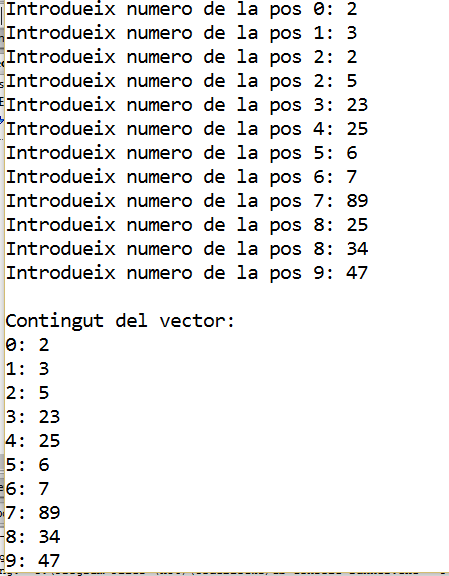 Introdueix numero de la pos 0: 2
Introdueix numero de la pos 1: 3
Introdueix numero de la pos 2: 2
Introdueix numero de la pos 2: 5
Introdueix numero de la pos 3: 23
Introdueix numero de la pos 4: 25
Introdueix numero de la pos 5: 6
Introdueix numero de la pos 6: 7
Introdueix numero de la pos 7: 89
Introdueix numero de la pos 8: 25
Introdueix numero de la pos 8: 34
Introdueix numero de la pos 9: 47
Contingut del vector:
0: 2
1: 3
2: 5
3: 23
4: 25
5: 6
6: 7
7: 89
8: 34
9: 47